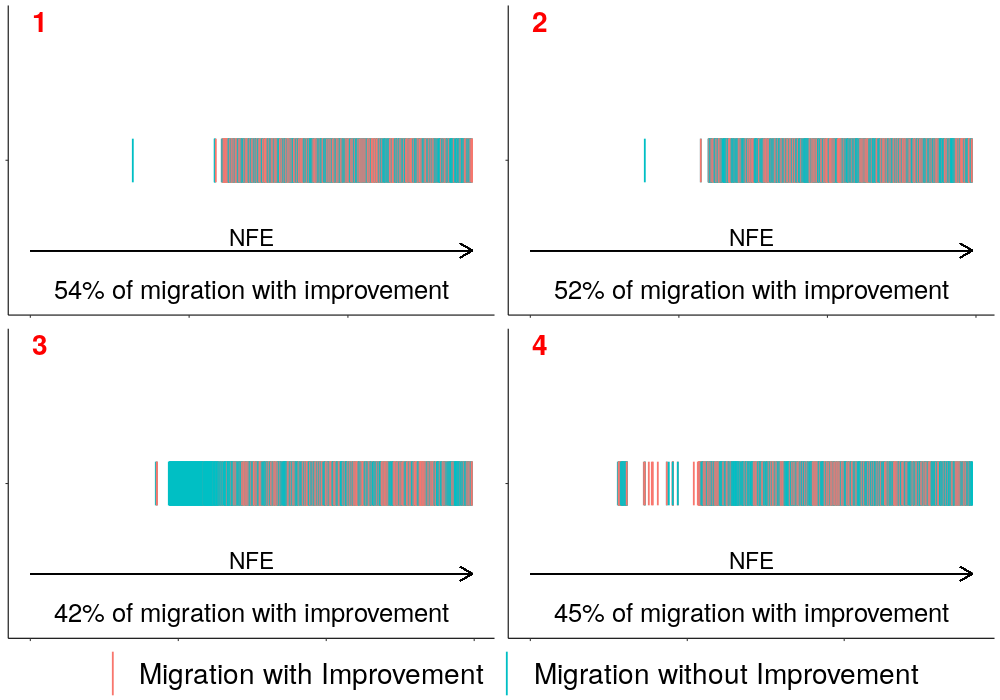 1
NFE
54% of migration with improvement
2
NFE
52% of migration with improvement
3
NFE
42% of migration with improvement
4
NFE
45% of migration with improvement
Migration with Improvement
Migration without Improvement